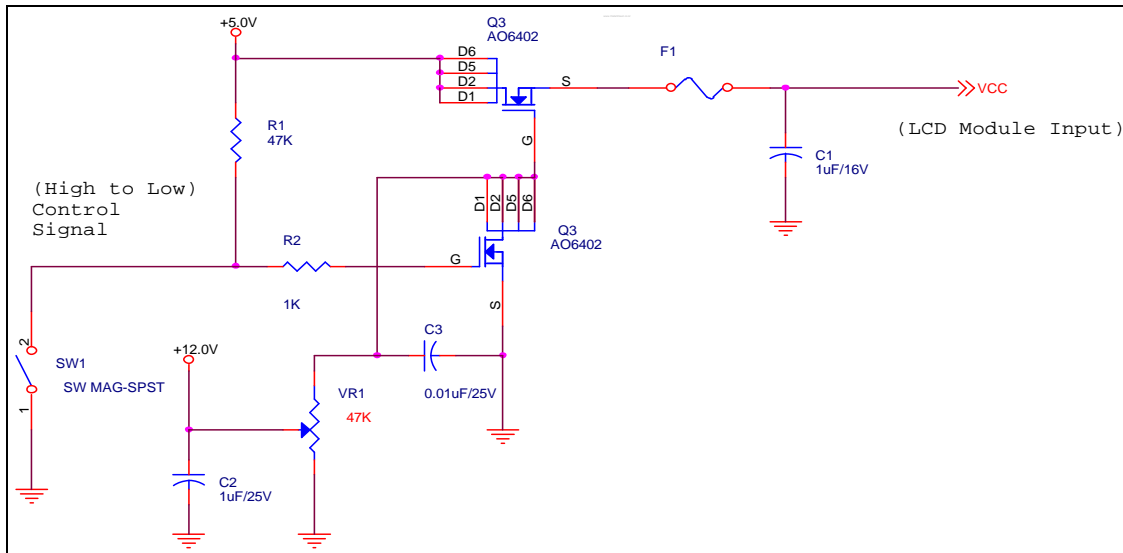 +5.0V
Q3
AO6402
D6
D5
D2
D1
S
G
F1
VCC
(LCD Module Input)
R1
47K
C1
1uF/16V
(High to Low)
Control
Signal
D1
D2
D5
D6
Q3
AO6402
R2
1K
G
S
2
SW1
SW MAG-SPST
1
+12.0V
C3
0.01uF/25V
VR1
47K
C2
1uF/25V